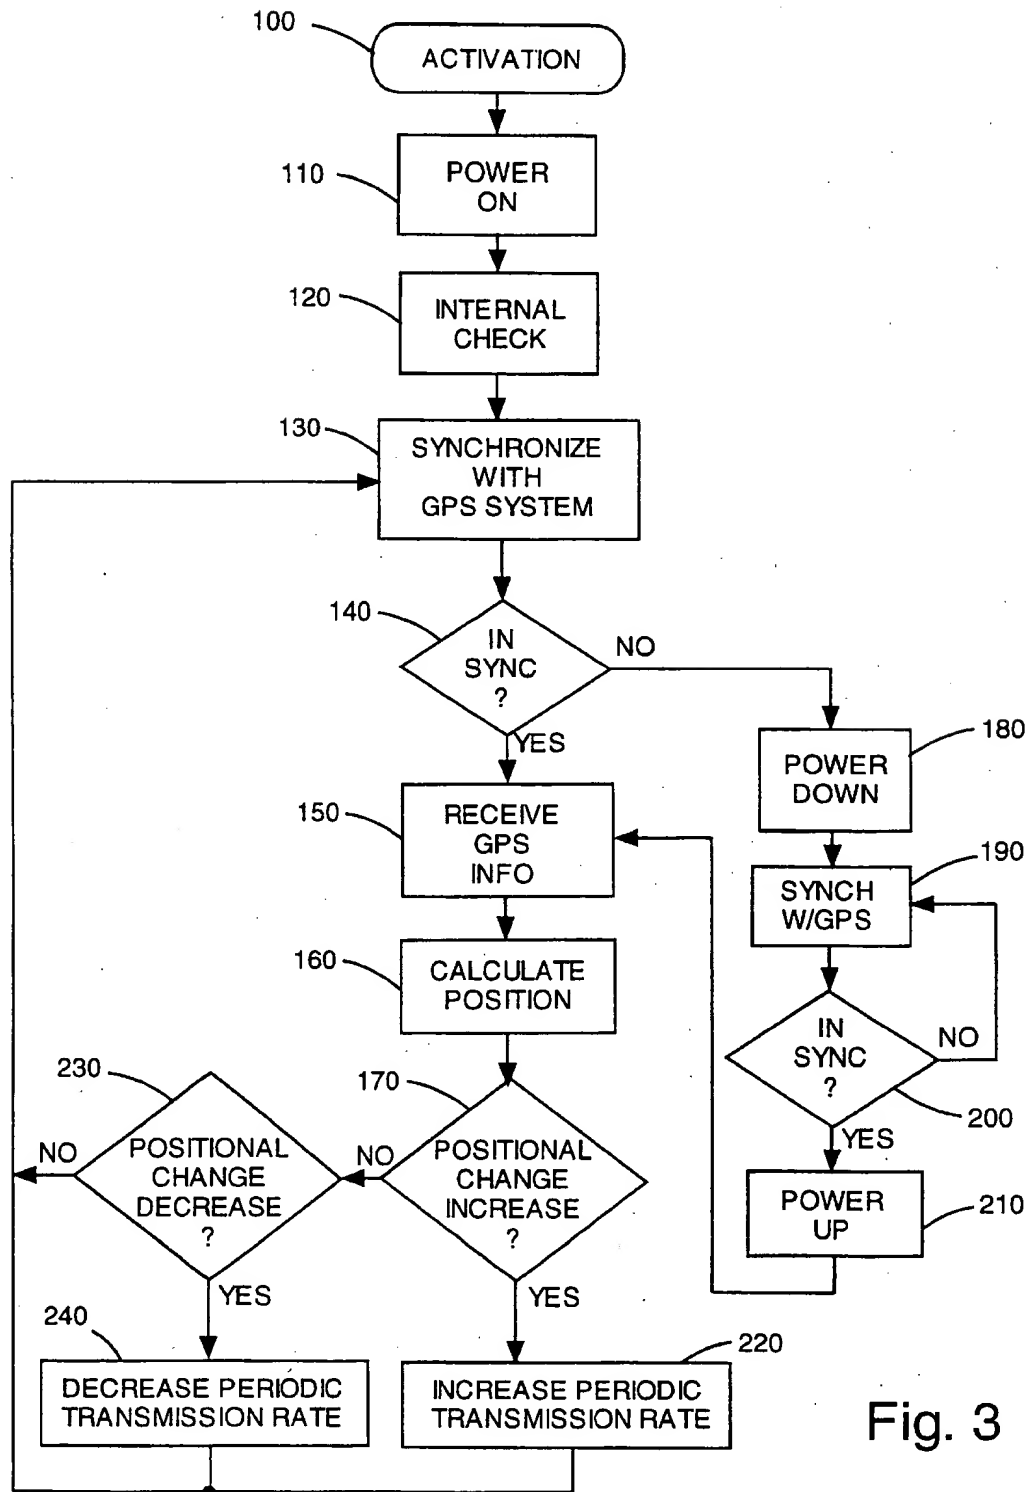 100
ACTIVATION
110
POWER
ON
120
INTERNAL
CHECK
130
SYNCHRONIZE
WITH
GPS SYSTEM
140
IN
SYNC
?
NO
YES
180
POWER
DOWN
150
RECEIVE
GPS
INFO
190
SYNCH
W/GPS
160
CALCULATE
POSITION
IN
SYNC
?
NO
200
YES
230
POSITIONAL
CHANGE
DECREASE
?
NO
170
POSITIONAL
CHANGE
INCREASE
?
NO
POWER
UP
210
YES
YES
240
DECREASE PERIODIC
TRANSMISSION RATE
220
INCREASE PERIODIC
TRANSMISSION RATE
Fig. 3